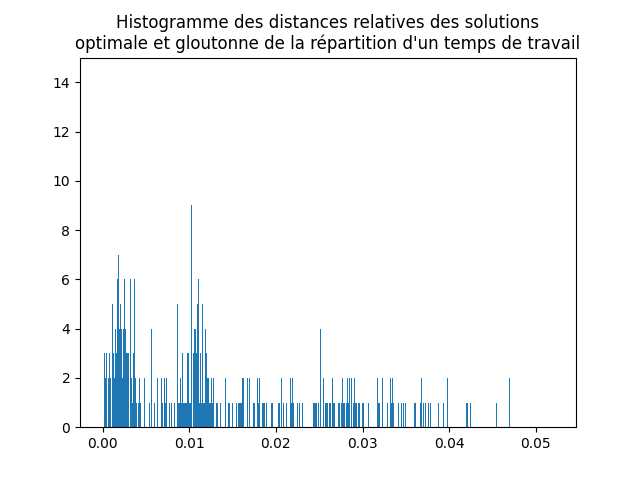 Histogramme des distances relatives des solutions
optimale et gloutonne de la répartition d'un temps de travail
14
12
10
8
6
4
2
0
0.00 0.01 0.02 0.03 0.04 0.05